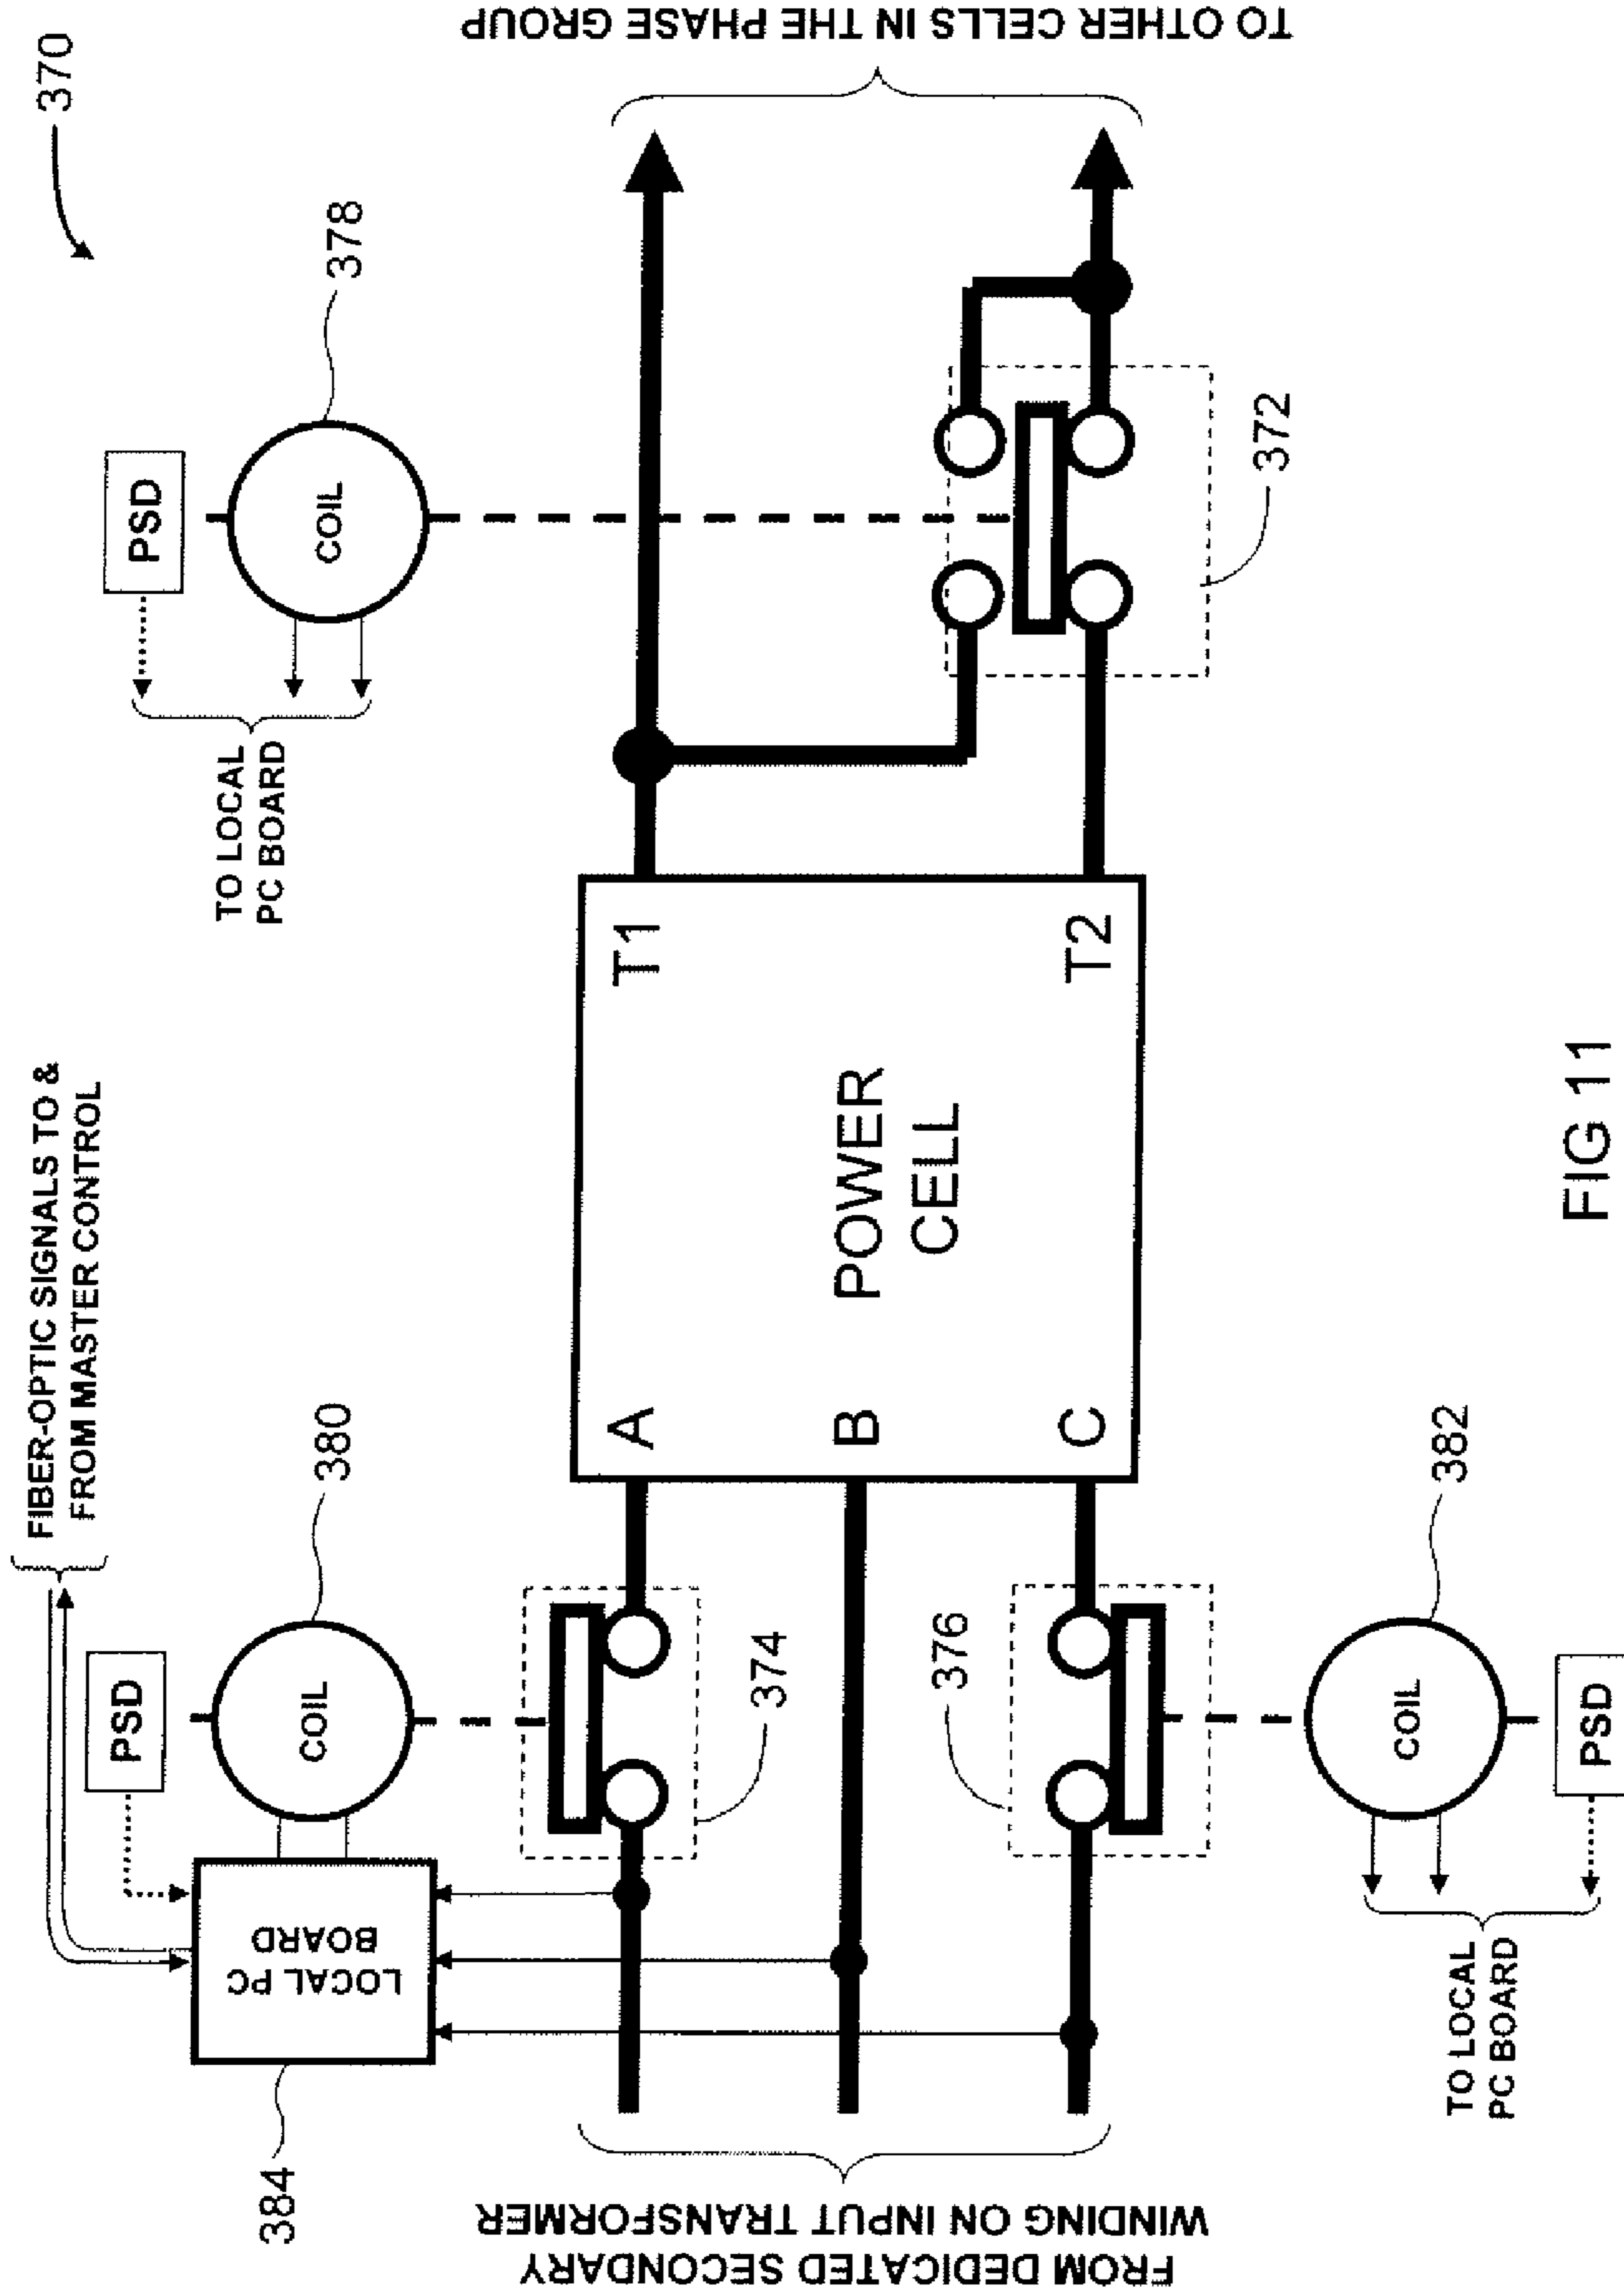 370
FIBER-OPTIC SIGNALS TO &
FROM MASTER CONTROL
PSD
COIL
380
384
LOCAL PC
BOARD
PSD
COIL
378
TO LOCAL
PC BOARD
FROM DEDICATED SECONDARY
WINDING ON INPUT TRANSFORMER
374
376
A
B
C
POWER
CELL
T1
T2
372
TO OTHER CELLS IN THE PHASE GROUP
COIL
382
PSD
TO LOCAL
PC BOARD
FIG 11